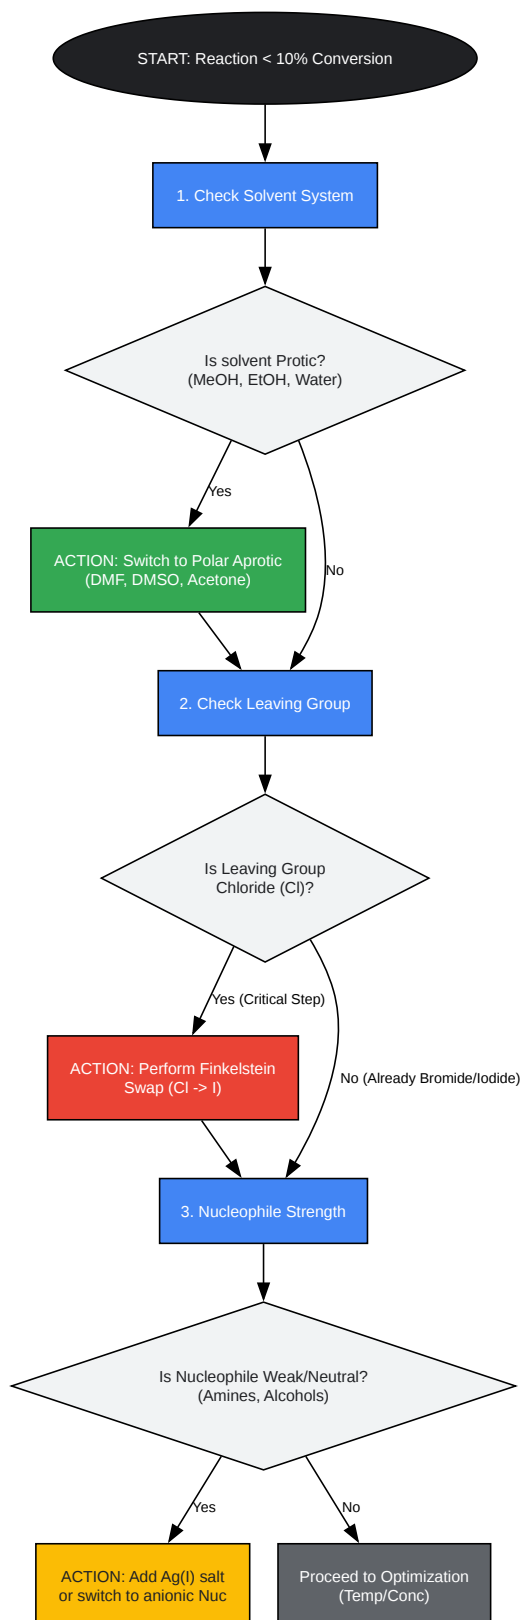 START: Reaction < 10% Conversion
1. Check Solvent System
Is solvent Protic?
(MeOH, EtOH, Water)
Yes
ACTION: Switch to Polar Aprotic
(DMF, DMSO, Acetone)
No
2. Check Leaving Group
Is Leaving Group
Chloride (Cl)?
Yes (Critical Step)
ACTION: Perform Finkelstein
Swap (Cl -> I)
No (Already Bromide/Iodide)
3. Nucleophile Strength
Is Nucleophile Weak/Neutral?
(Amines, Alcohols)
Yes
No
ACTION: Add Ag(I) salt
or switch to anionic Nuc
Proceed to Optimization
(Temp/Conc)